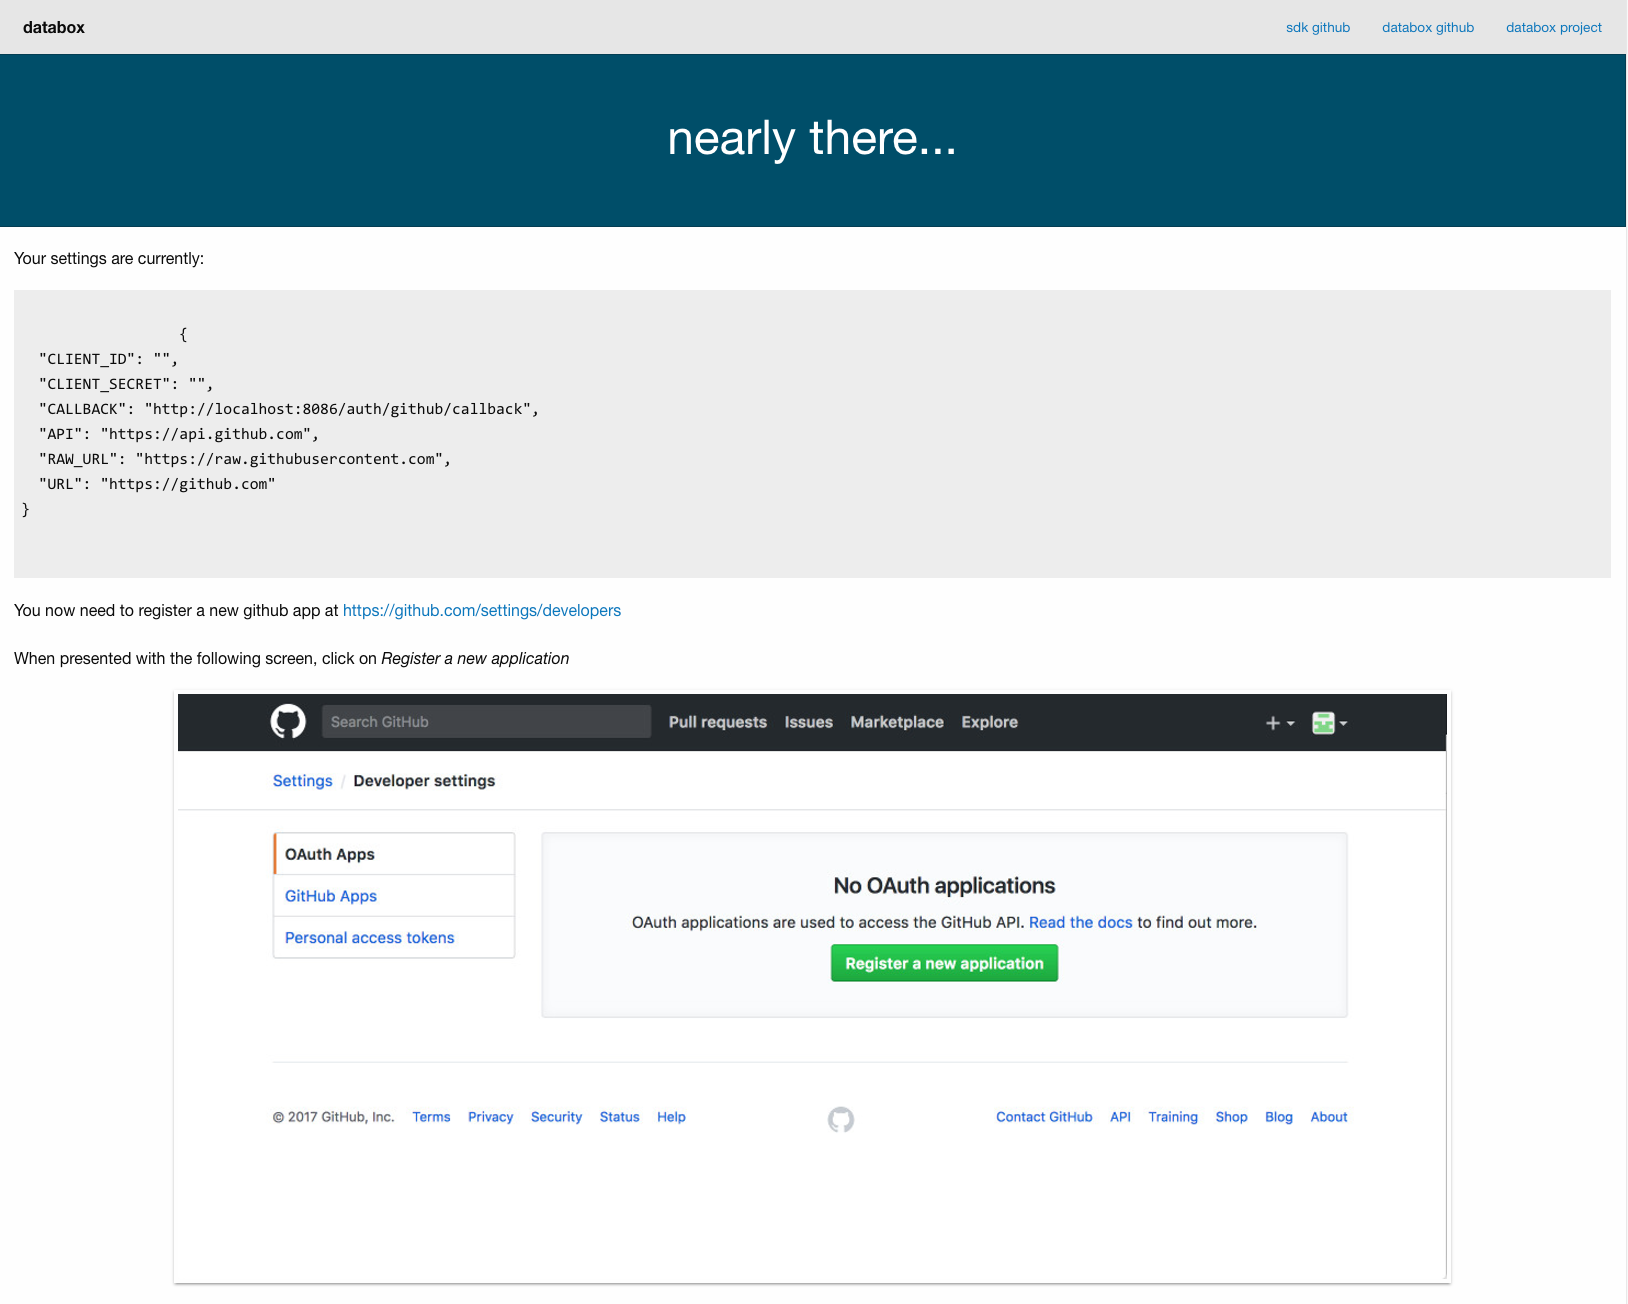 databox
sdk github databox github databox project
nearly there...
Your settings are currently:
{
"CLIENT_ID": "",
"CLIENT_SECRET": "",
"CALLBACK": "http://localhost:8086/auth/github/callback",
"API": "https://api.github.com",
"RAW_URL": "https://raw.githubusercontent.com",
"URL": "https://github.com"
}
You now need to register a new github app at https://github.com/settings/developers
When presented with the following screen, click on Register a new application
Search GitHub Pull requests Issues Marketplace Explore
Settings / Developer settings
OAuth Apps
GitHub Apps
Personal access tokens
No OAuth applications
OAuth applications are used to access the GitHub API. Read the docs to find out more.
Register a new application
© 2017 GitHub, Inc. Terms Privacy Security Status Help
Contact GitHub API Training Shop Blog About